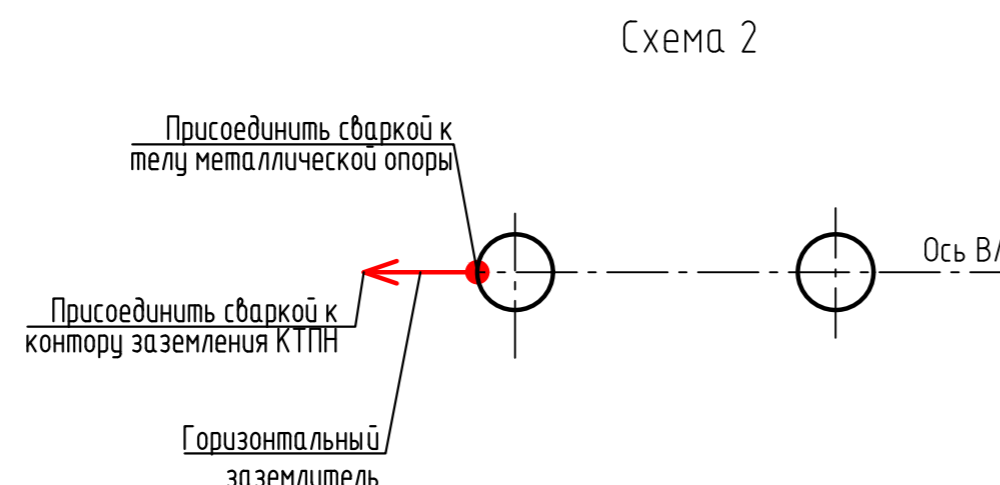 Схема 2
Присоединить сваркой к
телу металлической опоры
Ось В/
Присоединить сваркой к
контору заземления КТПН
Горизонтальный
заземлитель